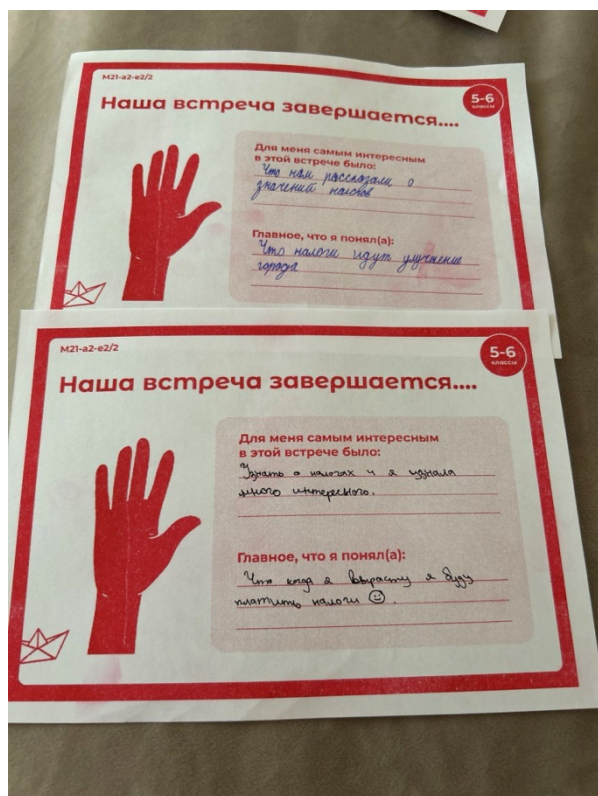 М21-а2-е2/2
5-6
классы
Наша встреча завершается....
Для меня самым интересным
в этой встрече было:
Что нам рассказали о
значений налогов
Главное, что я понял(а):
Что налоги идут улучшение
города
М21-а2-е2/2
5-6
классы
Наша встреча завершается....
Для меня самым интересным
в этой встрече было:
Узнать о налогах и я узнала
много интересного.
Главное, что я понял(а):
Что когда я вырасту я буду
платить налоги ☺.